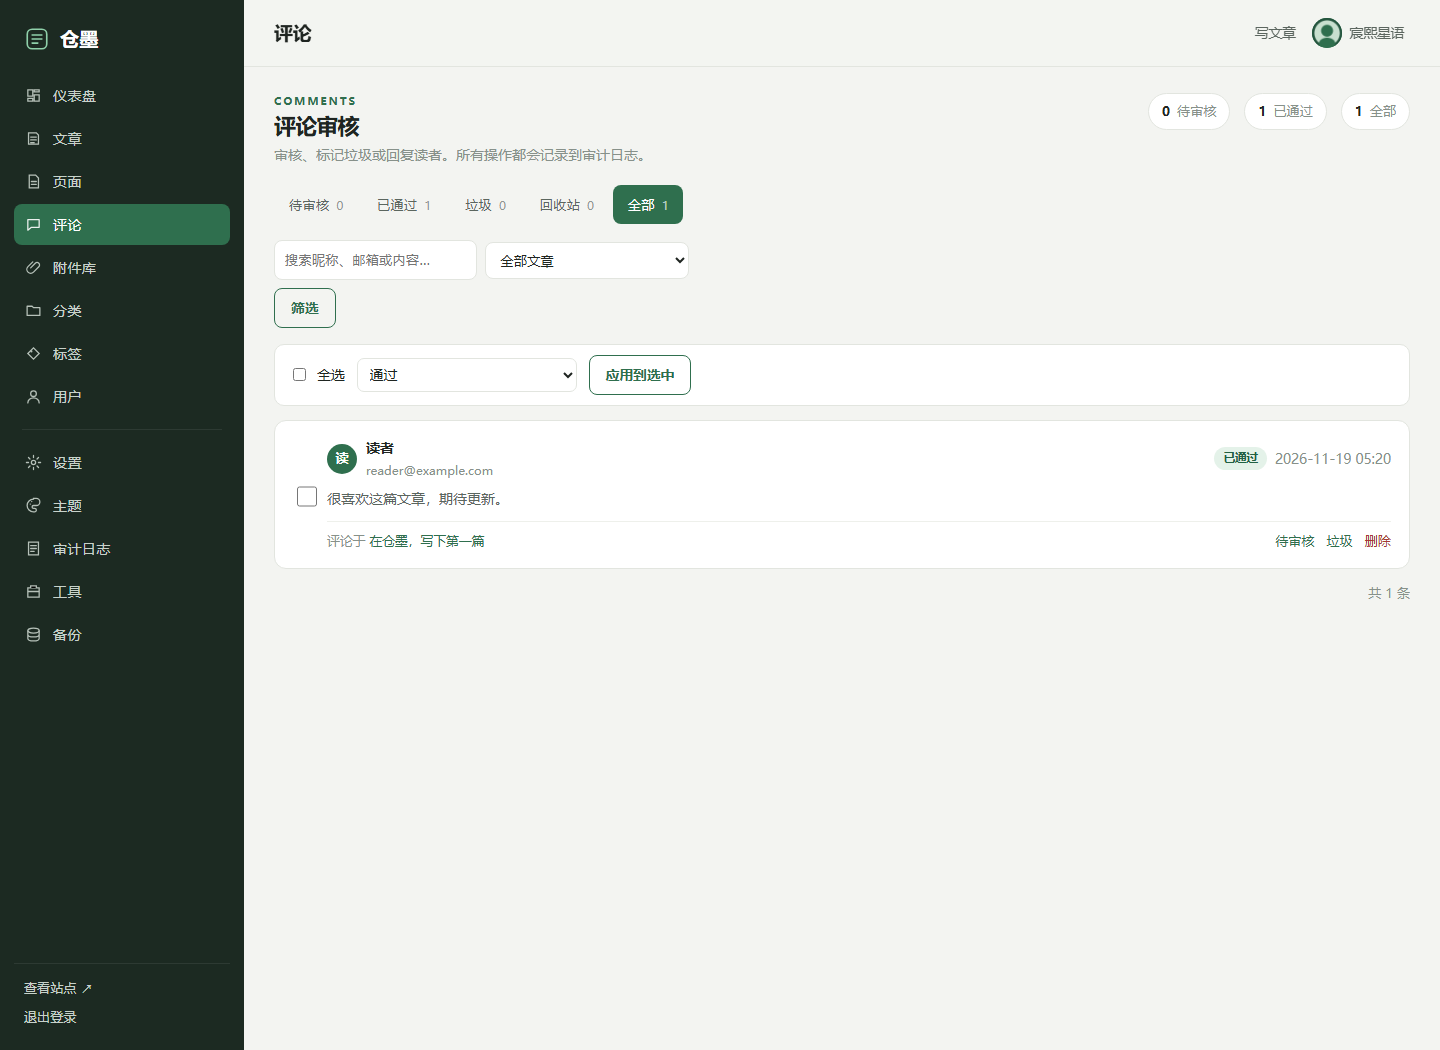 仓墨
仪表盘
文章
页面
评论
附件库
分类
标签
用户
设置
主题
审计日志
工具
备份
查看站点 ↗
退出登录
评论
写文章
宸熙星语
COMMENTS
评论审核
审核、标记垃圾或回复读者。所有操作都会记录到审计日志。
0 待审核
1 已通过
1 全部
待审核 0
已通过 1
垃圾 0
回收站 0
全部 1
搜索昵称、邮箱或内容...
全部文章
筛选
全选
通过
应用到选中
读
读者
reader@example.com
已通过
2026-11-19 05:20
很喜欢这篇文章，期待更新。
评论于 在仓墨，写下第一篇
待审核 垃圾 删除
共 1 条